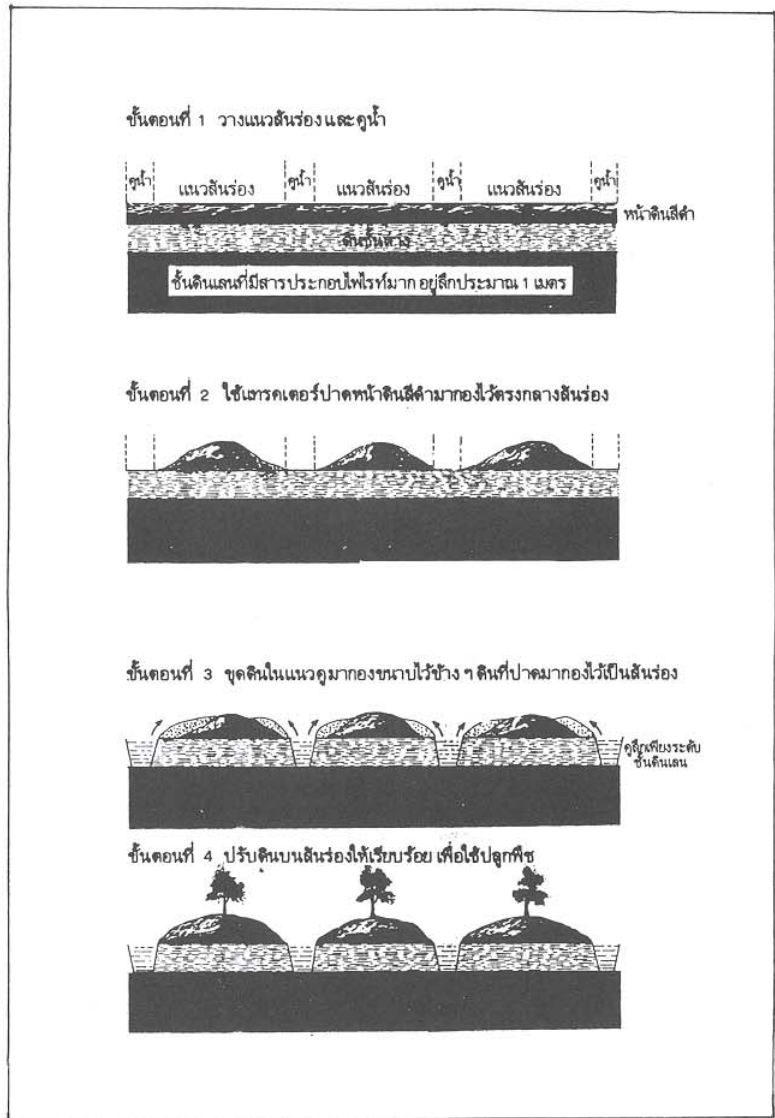 ขั้นตอนที่ 1 วางแนวสันร่อง และคูน้ำ
คูน้ำ แนวสันร่อง คูน้ำ แนวสันร่อง คูน้ำ แนวสันร่อง คูน้ำ
หน้าดินสีดำ
ดินชั้นล่าง
ชั้นดินเลนที่มีสารประกอบไพไรท์มาก อยู่ลึกประมาณ 1 เมตร
ขั้นตอนที่ 2 ใช้แทรคเตอร์ปาดหน้าดินสีดำมากองไว้ตรงกลางสันร่อง
ขั้นตอนที่ 3 ขุดดินในแนวคูมากองขนาบไว้ข้าง ๆ ดินที่ปาดมากองไว้เป็นสันร่อง
คูลึกเพียงระดับ
ชั้นดินเลน
ขั้นตอนที่ 4 ปรับดินบนสันร่องให้เรียบร้อย เพื่อใช้ปลูกพืช